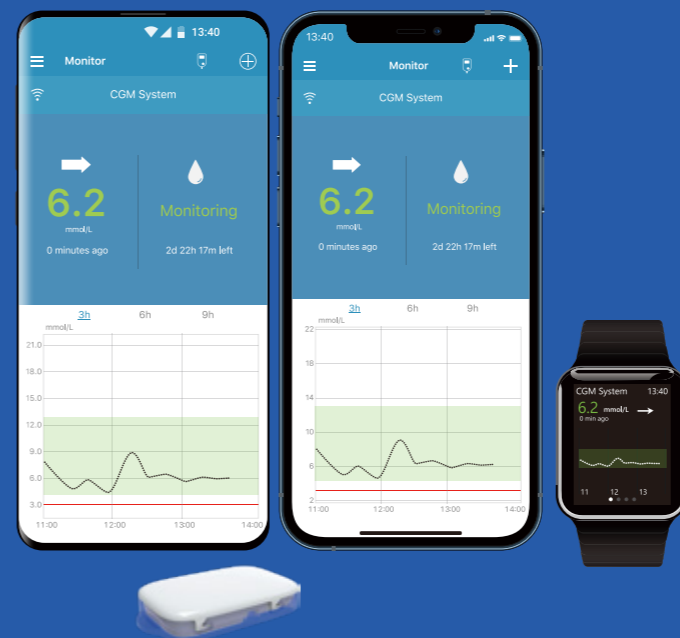 13:40
Monitor
CGM System
6.2
mmol/L
0 minutes ago
Monitoring
2d 22h 17m left
3h 6h 9h
mmol/L
21.0
18.0
15.0
12.0
9.0
6.0
3.0
11:00 12:00 13:00 14:00
13:40
Monitor
CGM System
6.2
mmol/L
0 minutes ago
Monitoring
2d 22h 17m left
3h 6h 9h
mmol/L
22
18
14
10
6
2
11:00 12:00 13:00 14:00
CGM System 13:40
6.2 mmol/L
0 min ago
11 12 13